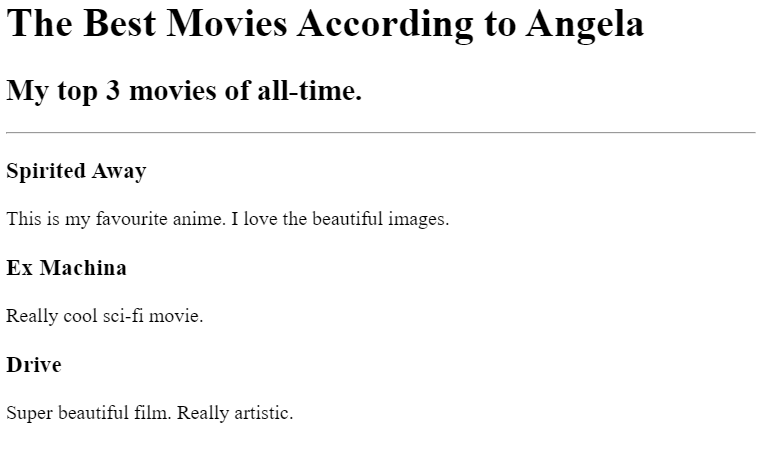 The Best Movies According to Angela
My top 3 movies of all-time.
Spirited Away
This is my favourite anime. I love the beautiful images.
Ex Machina
Really cool sci-fi movie.
Drive
Super beautiful film. Really artistic.